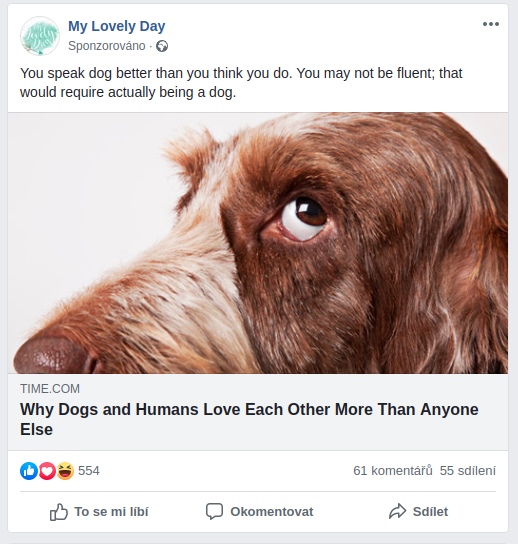 My Lovely Day
Sponzorováno ·
You speak dog better than you think you do. You may not be fluent; that
would require actually being a dog.
TIME.COM
Why Dogs and Humans Love Each Other More Than Anyone
Else
554 61 komentářů 55 sdílení
To se mi líbí Okomentovat Sdílet